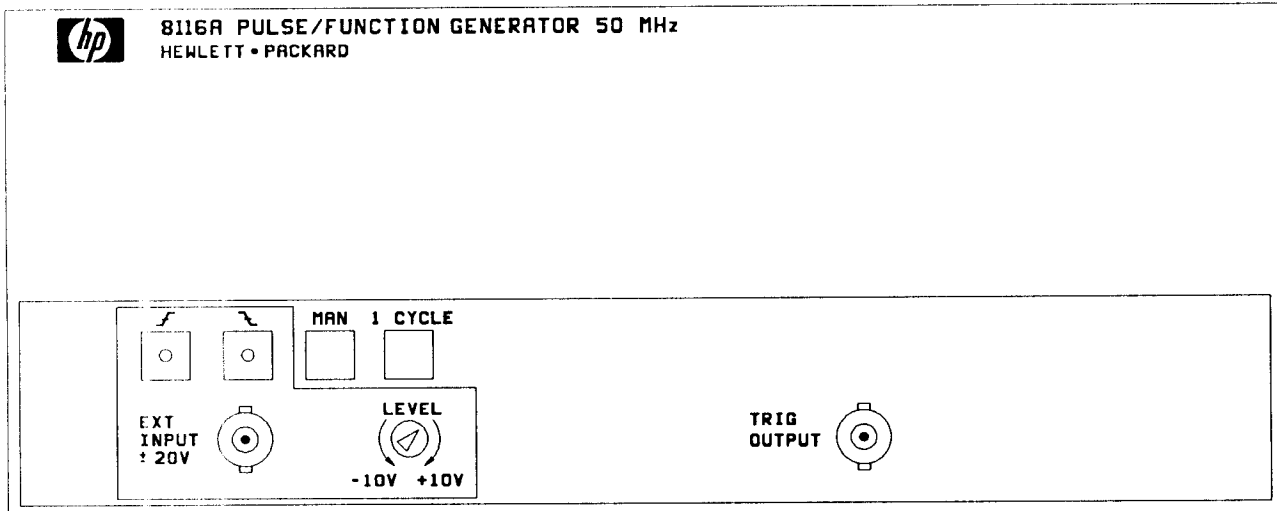 hp
8116A PULSE/FUNCTION GENERATOR 50 MHz
HEWLETT • PACKARD
MAN
1 CYCLE
EXT
INPUT
± 20V
LEVEL
-10V +10V
TRIG
OUTPUT